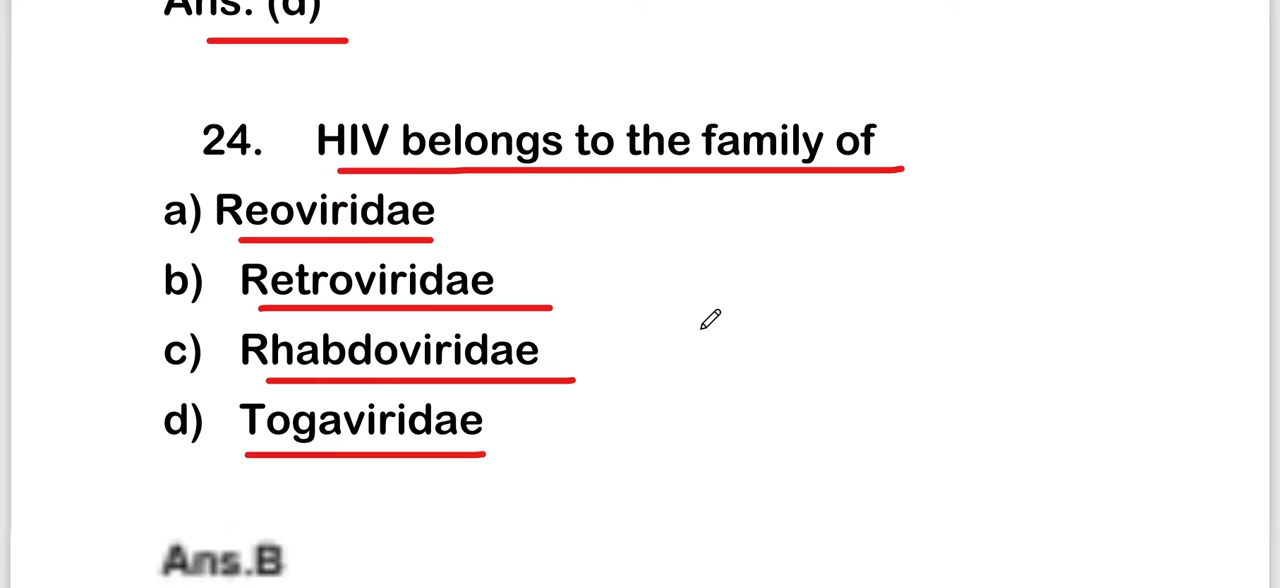 Ans. (d)
24. HIV belongs to the family of
a) Reoviridae
b) Retroviridae
c) Rhabdoviridae
d) Togaviridae
Ans.B